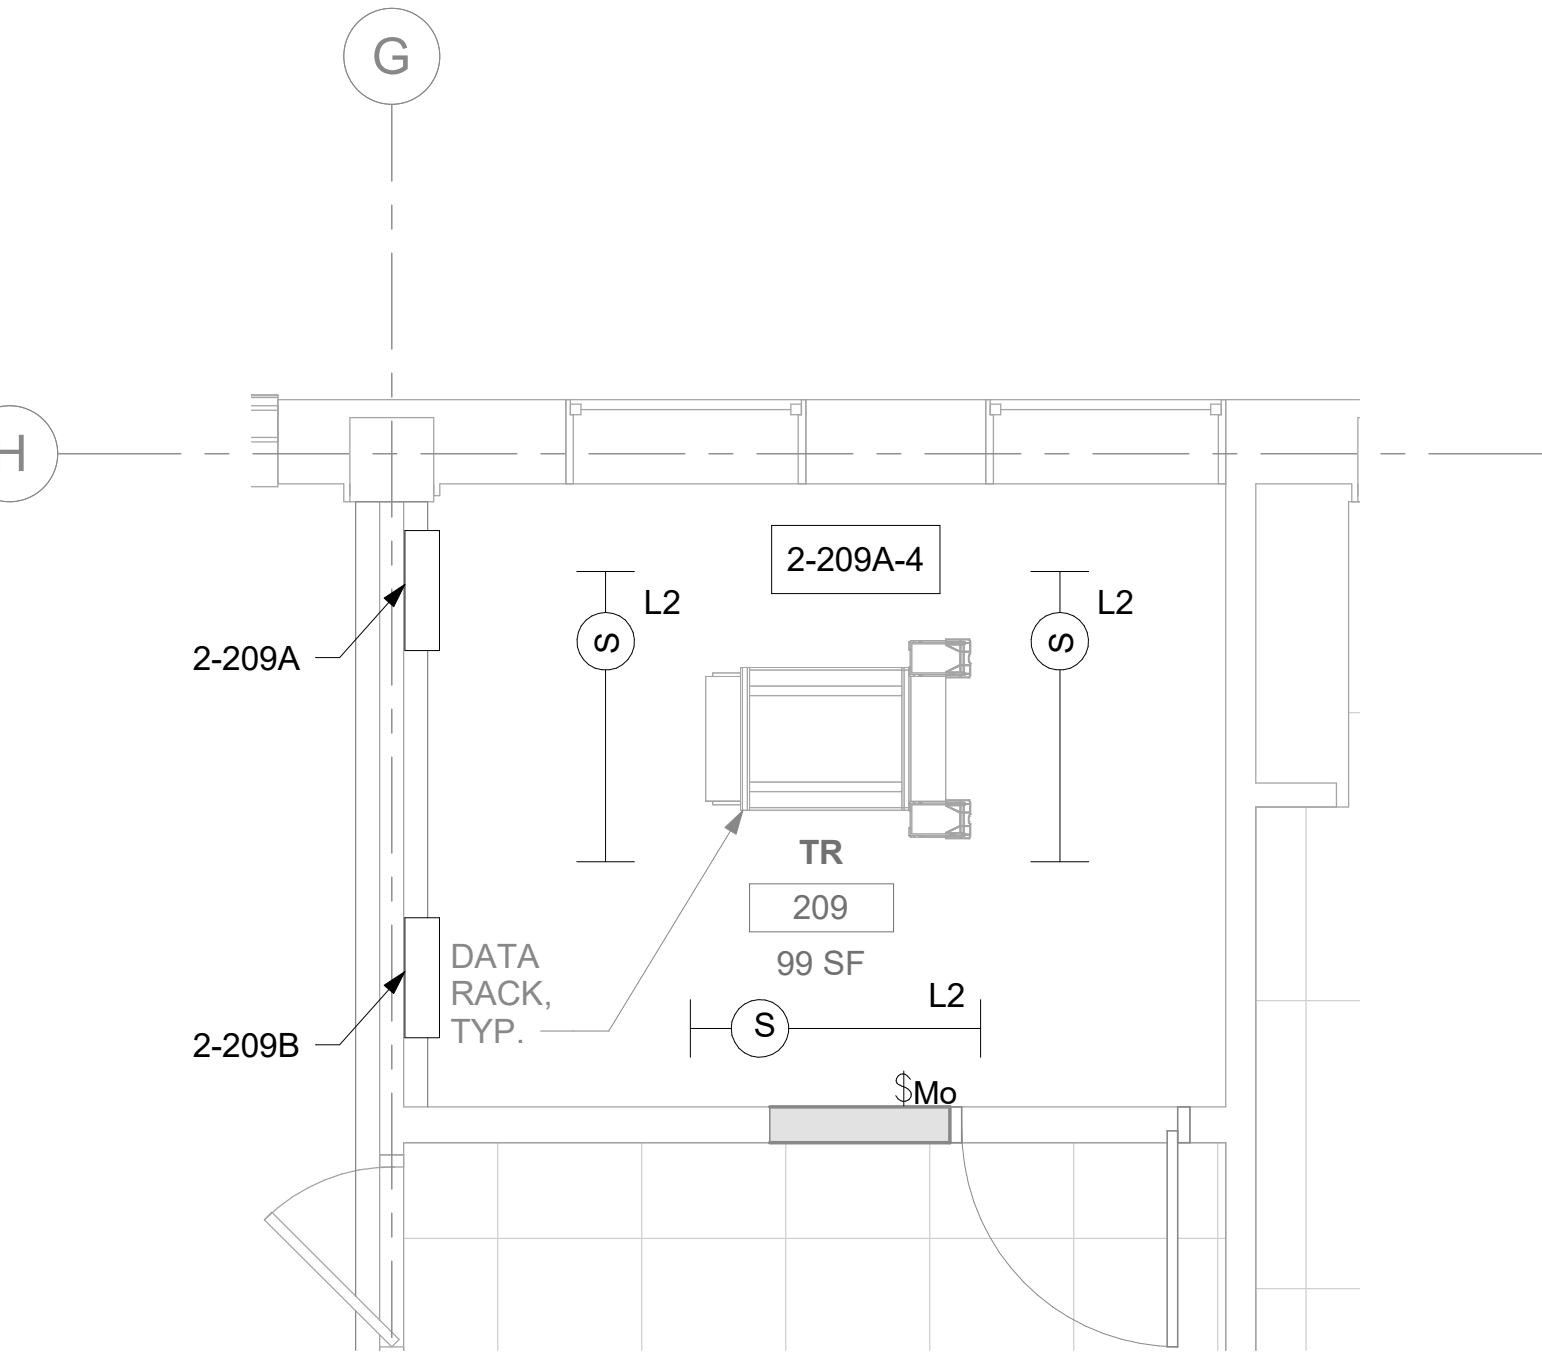 G
H
2-209A-4
L2
L2
S
S
2-209A
TR
209
99 SF
DATA
RACK,
TYP.
L2
S
2-209B
$Mo